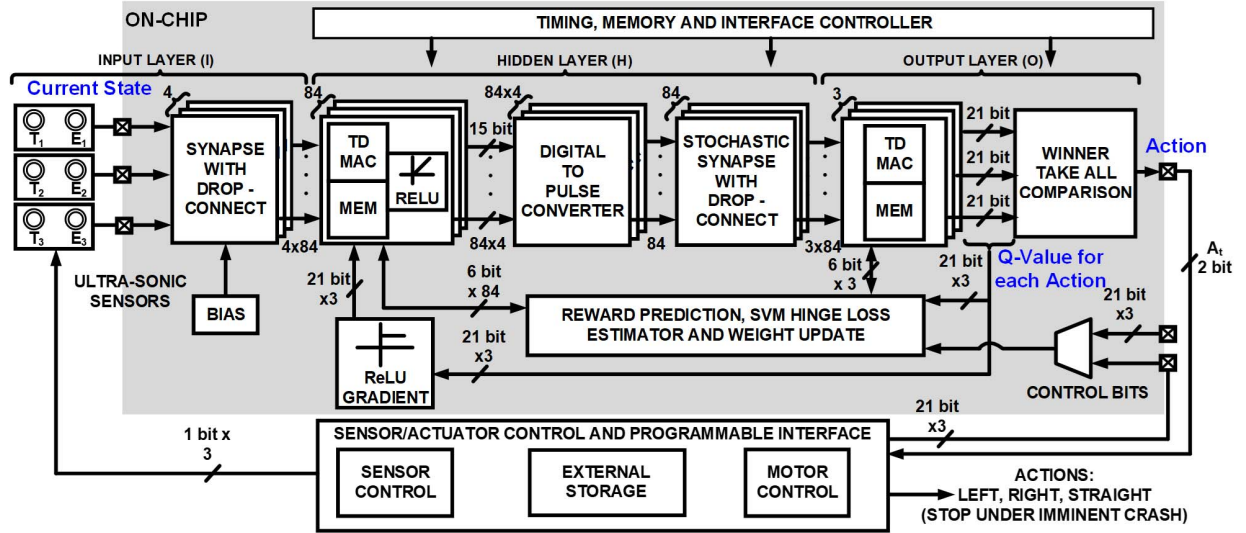 ON-CHIP
TIMING, MEMORY AND INTERFACE CONTROLLER
INPUT LAYER (I)
HIDDEN LAYER (H)
OUTPUT LAYER (O)
Current State
4
84
84x4
84
3
T1 E1
T2 E2
T3 E3
SYNAPSE
WITH
DROP -
CONNECT
4x84
TD
MAC
MEM
RELU
15 bit
84x4
DIGITAL
TO
PULSE
CONVERTER
84
STOCHASTIC
SYNAPSE
WITH
DROP -
CONNECT
3x84
TD
MAC
MEM
21 bit
21 bit
21 bit
WINNER
TAKE ALL
COMPARISON
Action
ULTRA-SONIC
SENSORS
BIAS
21 bit
x3
6 bit
x 84
6 bit
x 3
21 bit
x3
Q-Value for
each Action
At
2 bit
REWARD PREDICTION, SVM HINGE LOSS
ESTIMATOR AND WEIGHT UPDATE
21 bit
x3
ReLU
GRADIENT
21 bit
x3
CONTROL BITS
1 bit x
3
21 bit
x3
SENSOR/ACTUATOR CONTROL AND PROGRAMMABLE INTERFACE
SENSOR
CONTROL
EXTERNAL
STORAGE
MOTOR
CONTROL
ACTIONS:
LEFT, RIGHT, STRAIGHT
(STOP UNDER IMMINENT CRASH)